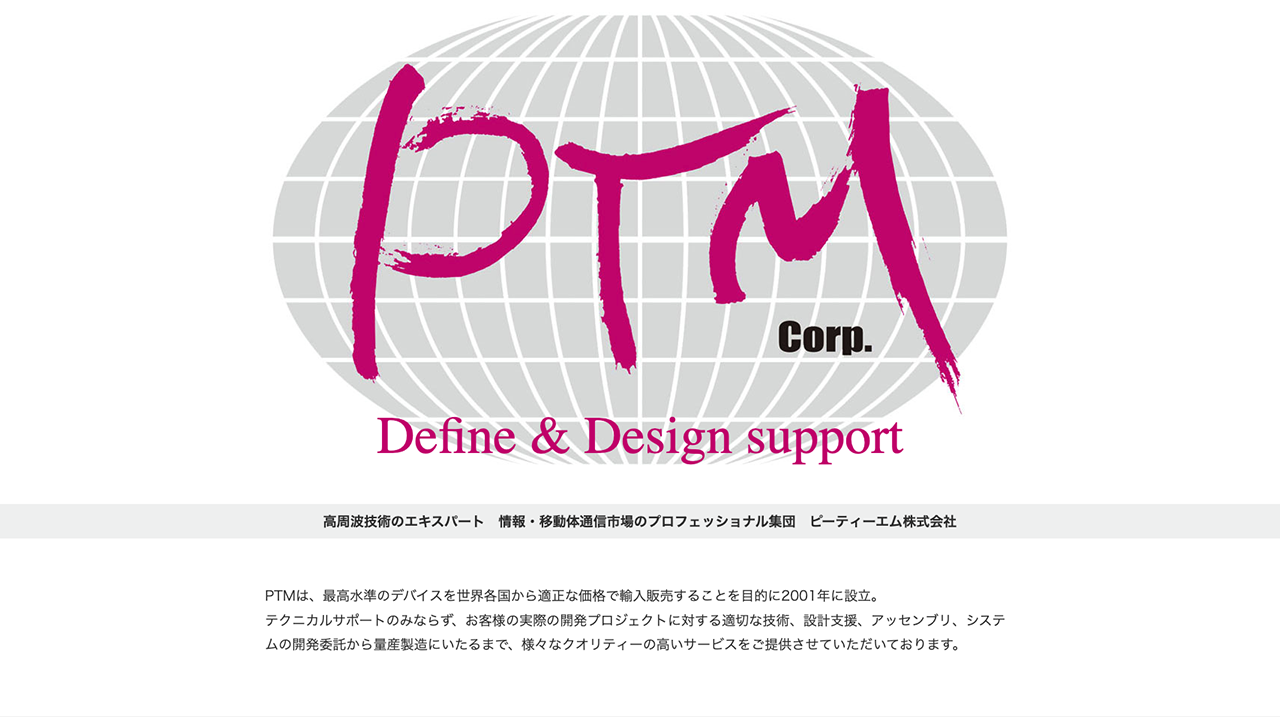 PTM
Corp.
Define & Design support
高周波技術のエキスパート　情報・移動体通信市場のプロフェッショナル集団　ピーティーエム株式会社
PTMは、最高水準のデバイスを世界各国から適正な価格で輸入販売することを目的に2001年に設立。
テクニカルサポートのみならず、お客様の実際の開発プロジェクトに対する適切な技術、設計支援、アッセンブリ、システ
ムの開発委託から量産製造にいたるまで、様々なクオリティーの高いサービスをご提供させていただいております。